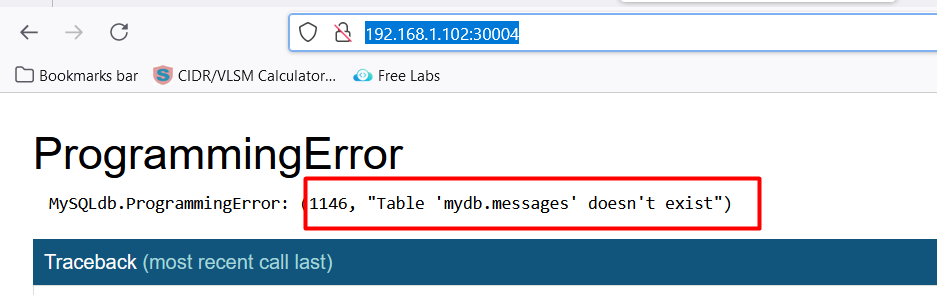 192.168.1.102:30004
Bookmarks bar
CIDR/VLSM Calculator...
Free Labs
ProgrammingError
MySQLdb.ProgrammingError: (1146, "Table 'mydb.messages' doesn't exist")
Traceback (most recent call last)